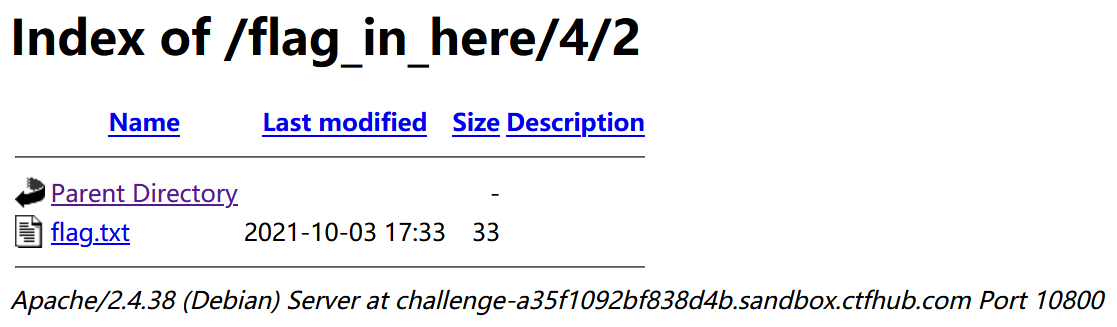 Index of /flag_in_here/4/2
Name Last modified Size Description
Parent Directory -
flag.txt 2021-10-03 17:33 33
Apache/2.4.38 (Debian) Server at challenge-a35f1092bf838d4b.sandbox.ctfhub.com Port 10800